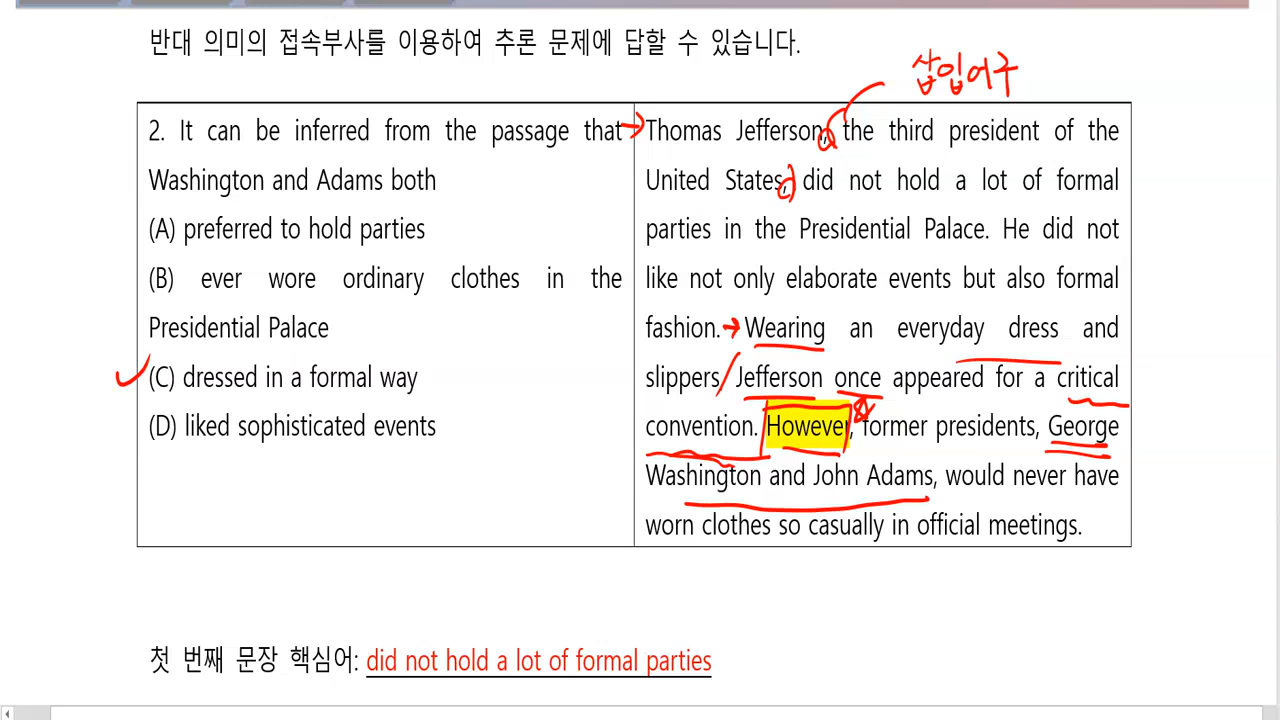 반대 의미의 접속부사를 이용하여 추론 문제에 답할 수 있습니다.
삽입어구
2. It can be inferred from the passage that
Washington and Adams both
(A) preferred to hold parties
(B) ever wore ordinary clothes in the
Presidential Palace
(C) dressed in a formal way
(D) liked sophisticated events
Thomas Jefferson, the third president of the
United States, did not hold a lot of formal
parties in the Presidential Palace. He did not
like not only elaborate events but also formal
fashion. Wearing an everyday dress and
slippers, Jefferson once appeared for a critical
convention. However, former presidents, George
Washington and John Adams, would never have
worn clothes so casually in official meetings.
첫 번째 문장 핵심어: did not hold a lot of formal parties